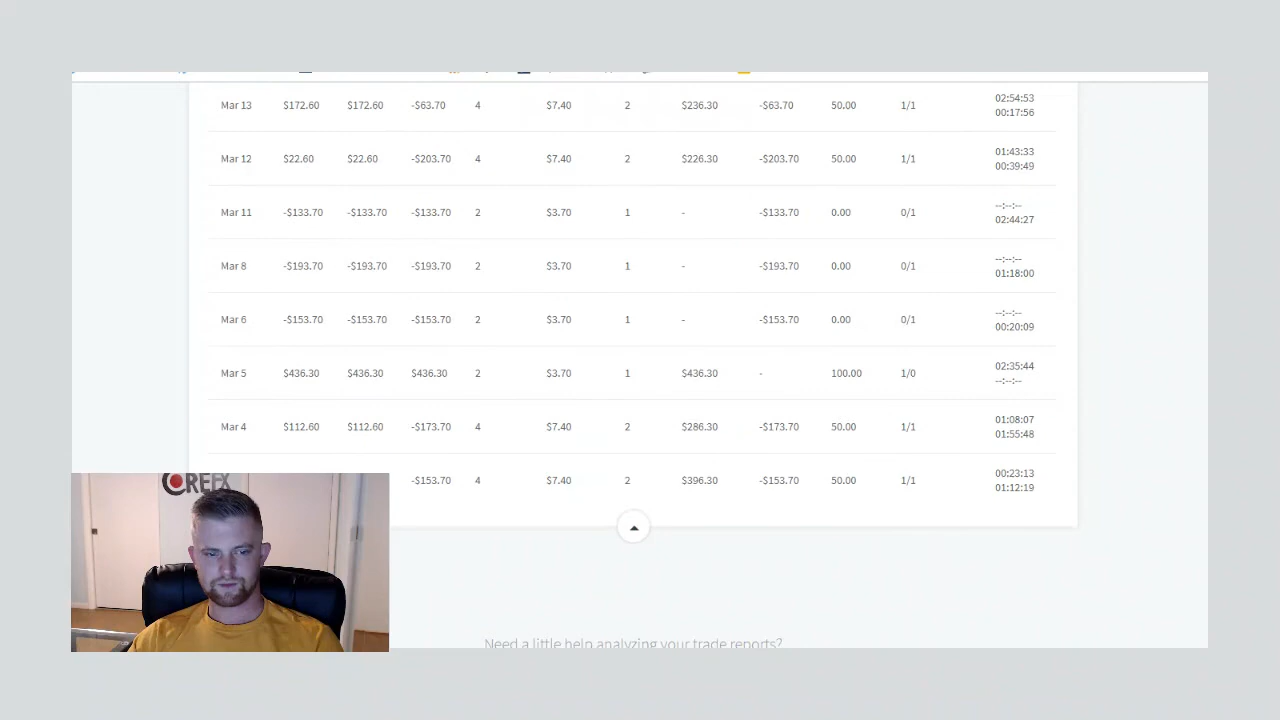 Mar 13 $172.60 $172.60 -$63.70 4 $7.40 2 $236.30 -$63.70 50.00 1/1 02:54:53
00:17:56
Mar 12 $22.60 $22.60 -$203.70 4 $7.40 2 $226.30 -$203.70 50.00 1/1 01:43:33
00:39:49
Mar 11 -$133.70 -$133.70 -$133.70 2 $3.70 1 - -$133.70 0.00 0/1 --:--:--
02:44:27
Mar 8 -$193.70 -$193.70 -$193.70 2 $3.70 1 - -$193.70 0.00 0/1 --:--:--
01:18:00
Mar 6 -$153.70 -$153.70 -$153.70 2 $3.70 1 - -$153.70 0.00 0/1 --:--:--
00:20:09
Mar 5 $436.30 $436.30 $436.30 2 $3.70 1 $436.30 - 100.00 1/0 02:35:44
--:--:--
Mar 4 $112.60 $112.60 -$173.70 4 $7.40 2 $286.30 -$173.70 50.00 1/1 01:08:07
01:55:48
-$153.70 4 $7.40 2 $396.30 -$153.70 50.00 1/1 00:23:13
01:12:19
COREFX
Need a little help analyzing your trade reports?